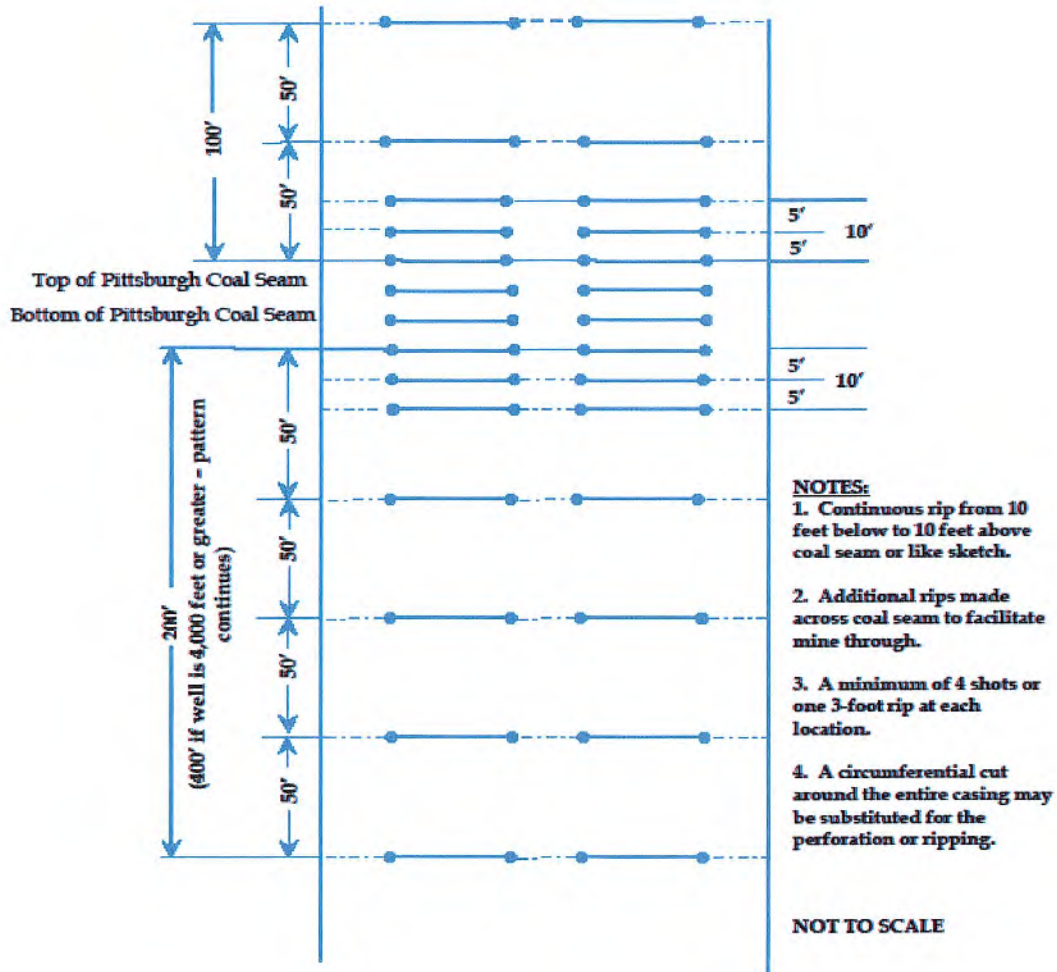 100'
50'
50'
5'
10'
5'
Top of Pittsburgh Coal Seam
Bottom of Pittsburgh Coal Seam
5'
10'
5'
200'
(400' if well is 4,000 feet or greater – pattern
continues)
50'
50'
50'
50'
NOTES:
1. Continuous rip from 10
feet below to 10 feet above
coal seam or like sketch.
2. Additional rips made
across coal seam to facilitate
mine through.
3. A minimum of 4 shots or
one 3-foot rip at each
location.
4. A circumferential cut
around the entire casing may
be substituted for the
perforation or ripping.
NOT TO SCALE